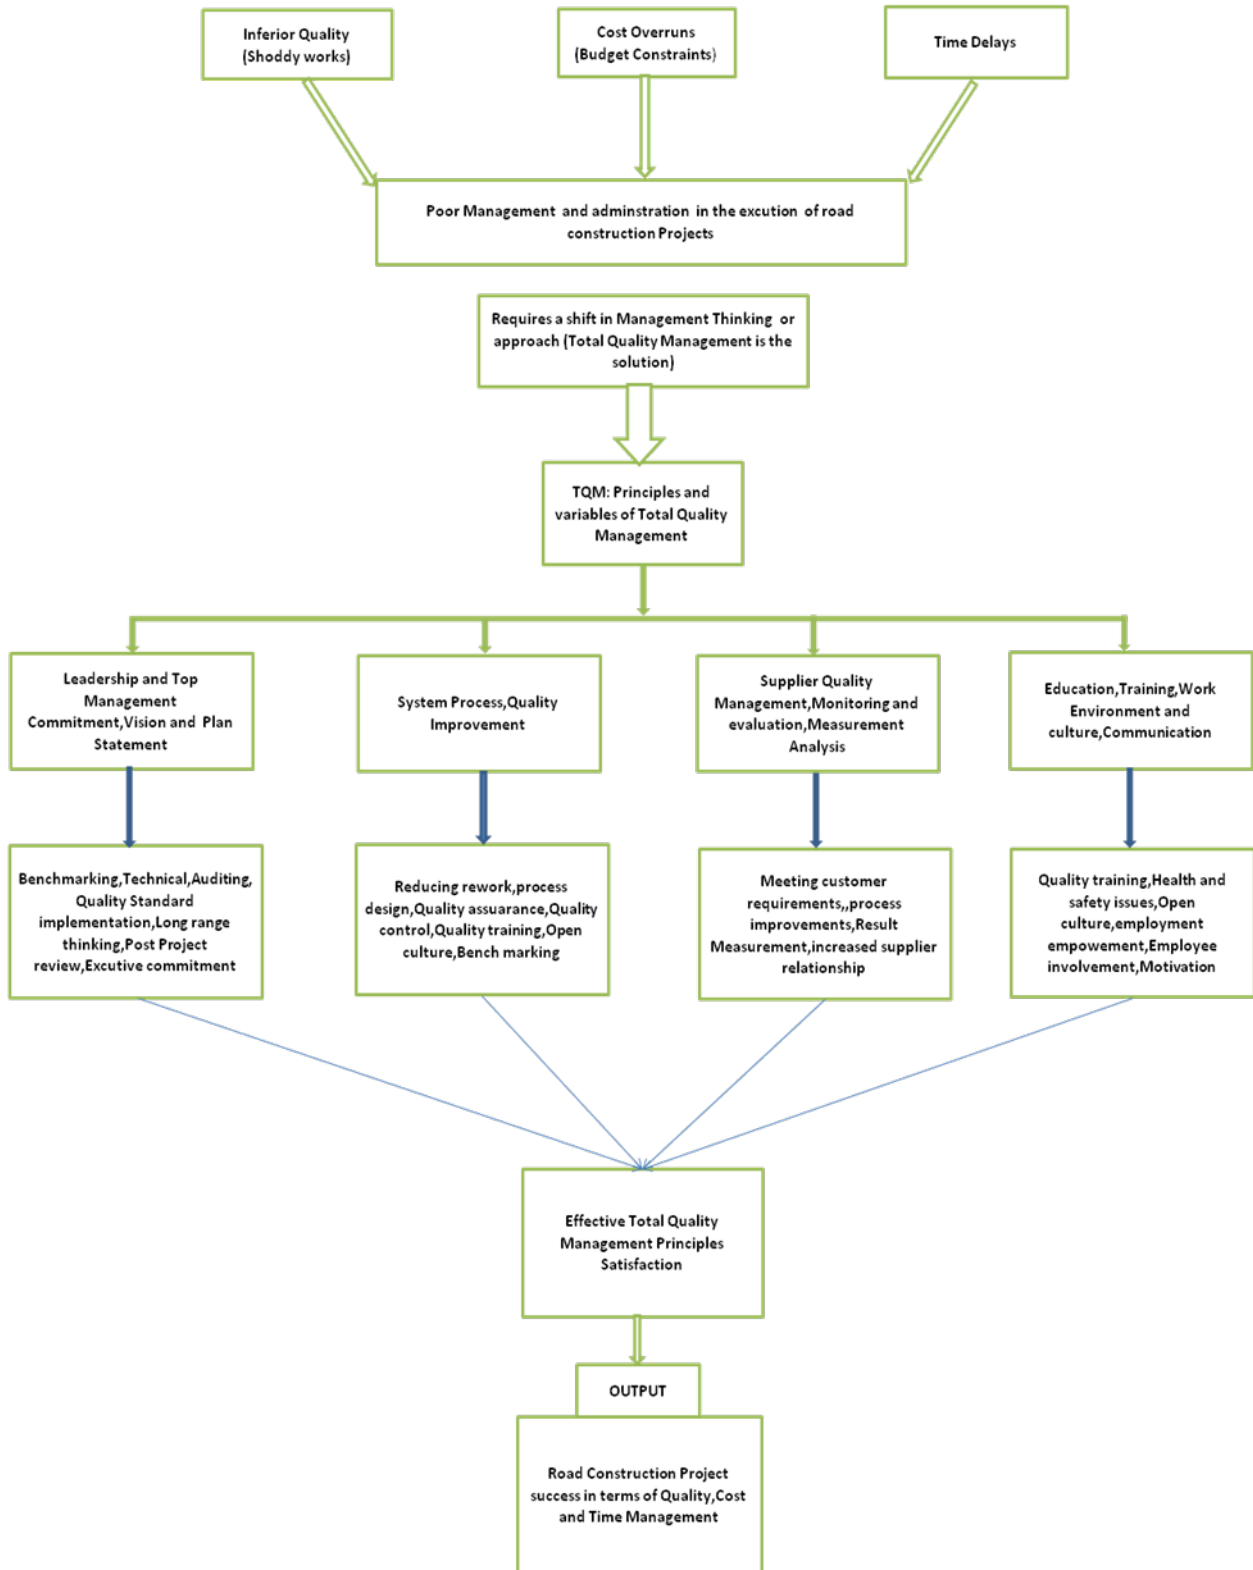 Inferior Quality
(Shoddy works)
Cost Overruns
(Budget Constraints)
Time Delays
Poor Management and adminstration in the excution of road
construction Projects
Requires a shift in Management Thinking or
approach (Total Quality Management is the
solution)
TQM: Principles and
variables of Total Quality
Management
Leadership and Top
Management
Commitment,Vision and Plan
Statement
System Process,Quality
Improvement
Supplier Quality
Management,Monitoring and
evaluation,Measurement
Analysis
Education,Training,Work
Environment and
culture,Communication
Benchmarking,Technical,Auditing,
Quality Standard
implementation,Long range
thinking,Post Project
review,Excutive commitment
Reducing rework,process
design,Quality assuarance,Quality
control,Quality training,Open
culture,Bench marking
Meeting customer
requirements,,process
improvements,Result
Measurement,increased supplier
relationship
Quality training,Health and
safety issues,Open
culture,employment
empowement,Employee
involvement,Motivation
Effective Total Quality
Management Principles
Satisfaction
OUTPUT
Road Construction Project
success in terms of Quality,Cost
and Time Management